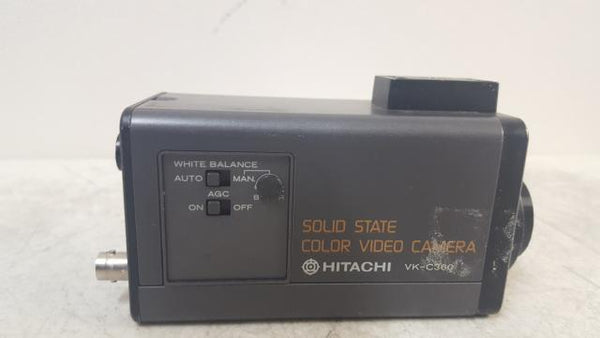 WHITE BALANCE
AUTO MAN.
B R
AGC
ON OFF
SOLID STATE
COLOR VIDEO CAMERA
HITACHI VK-C360